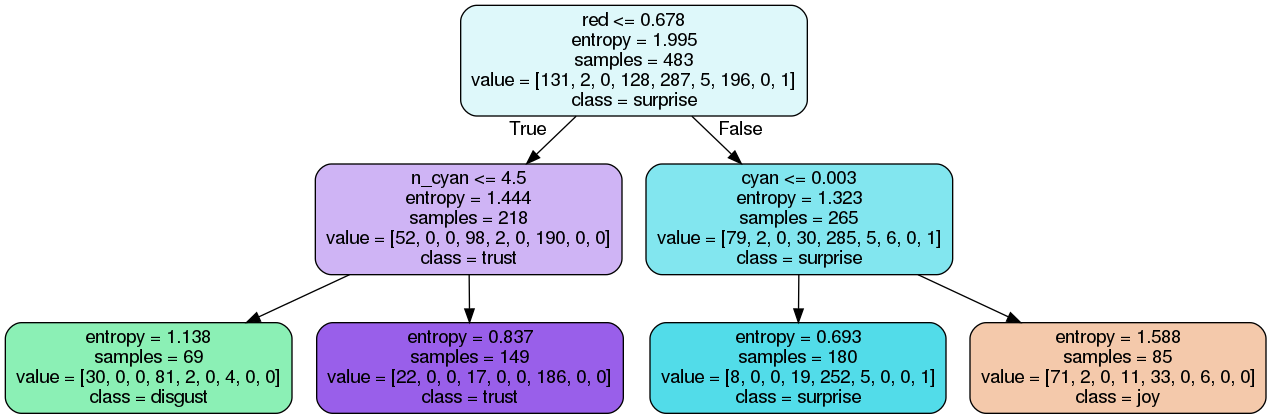 red <= 0.678
entropy = 1.995
samples = 483
value = [131, 2, 0, 128, 287, 5, 196, 0, 1]
class = surprise
True
False
n_cyan <= 4.5
entropy = 1.444
samples = 218
value = [52, 0, 0, 98, 2, 0, 190, 0, 0]
class = trust
cyan <= 0.003
entropy = 1.323
samples = 265
value = [79, 2, 0, 30, 285, 5, 6, 0, 1]
class = surprise
entropy = 1.138
samples = 69
value = [30, 0, 0, 81, 2, 0, 4, 0, 0]
class = disgust
entropy = 0.837
samples = 149
value = [22, 0, 0, 17, 0, 0, 186, 0, 0]
class = trust
entropy = 0.693
samples = 180
value = [8, 0, 0, 19, 252, 5, 0, 0, 1]
class = surprise
entropy = 1.588
samples = 85
value = [71, 2, 0, 11, 33, 0, 6, 0, 0]
class = joy